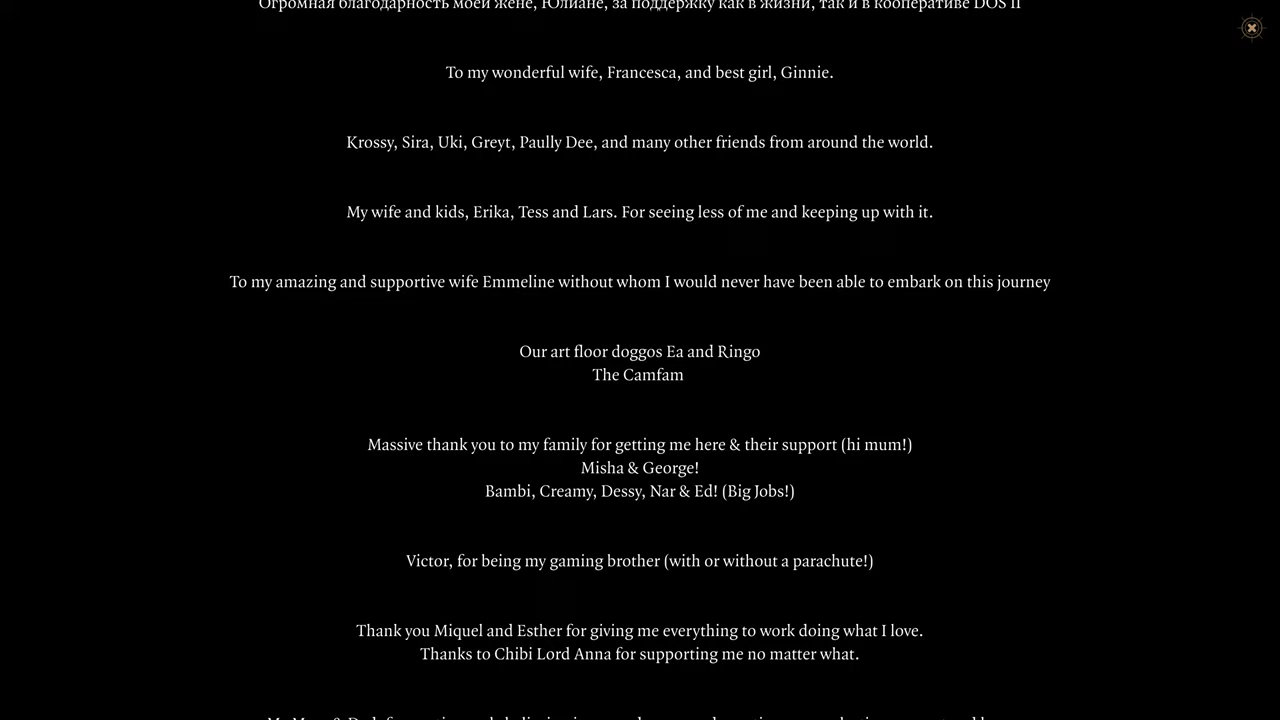 Огромная благодарность моей жене, Юлиане, за поддержку как в жизни, так и в кооперативе DOS II
To my wonderful wife, Francesca, and best girl, Ginnie.
Krossy, Sira, Uki, Greyt, Paully Dee, and many other friends from around the world.
My wife and kids, Erika, Tess and Lars. For seeing less of me and keeping up with it.
To my amazing and supportive wife Emmeline without whom I would never have been able to embark on this journey
Our art floor doggos Ea and Ringo
The Camfam
Massive thank you to my family for getting me here & their support (hi mum!)
Misha & George!
Bambi, Creamy, Dessy, Nar & Ed! (Big Jobs!)
Victor, for being my gaming brother (with or without a parachute!)
Thank you Miquel and Esther for giving me everything to work doing what I love.
Thanks to Chibi Lord Anna for supporting me no matter what.